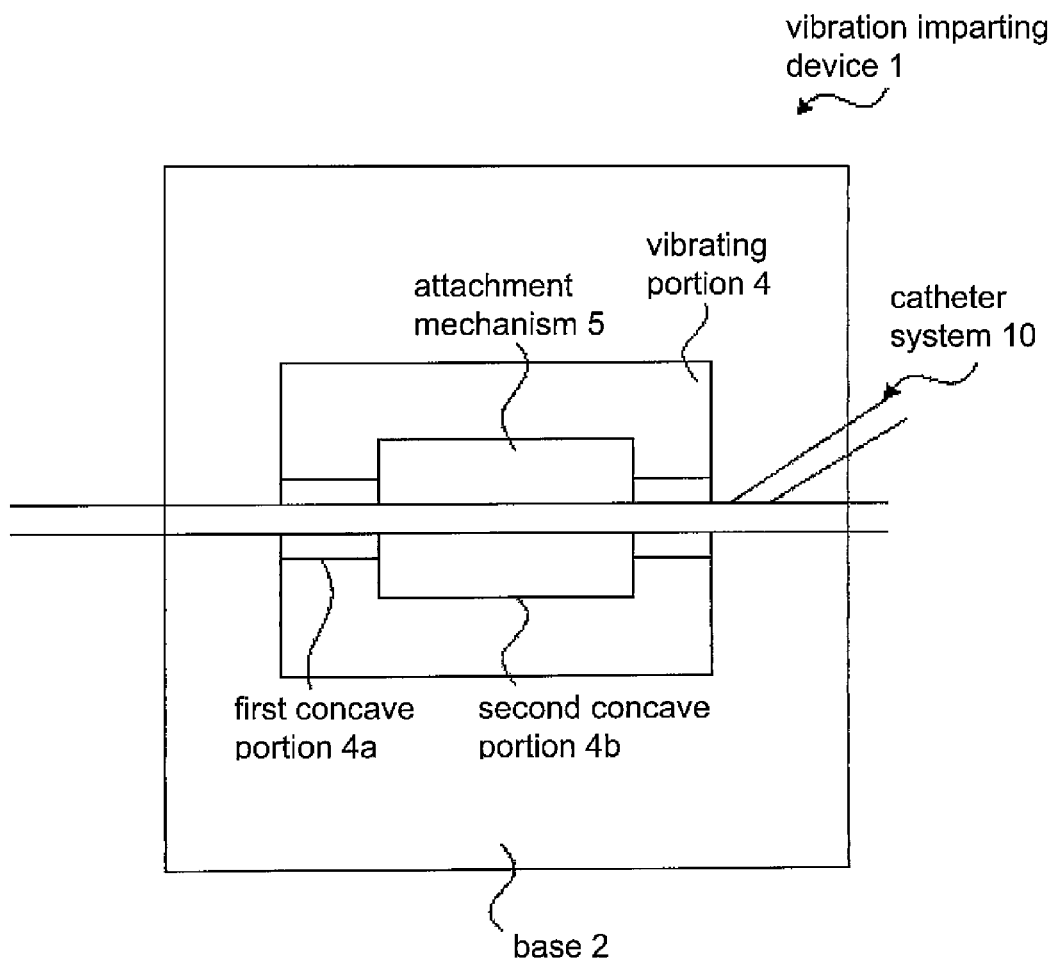 vibration imparting
device 1
vibrating
portion 4
attachment
mechanism 5
catheter
system 10
first concave
portion 4a
second concave
portion 4b
base 2